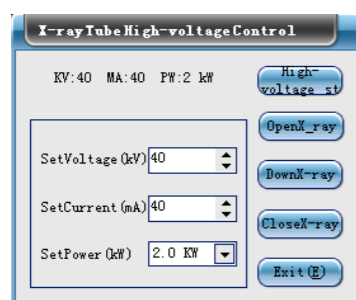 X-rayTubeHigh-voltageControl
KV:40 MA:40 PW:2 kW
High-
voltage st
OpenX_ray
SetVoltage(kV) 40
DownX-ray
SetCurrent(mA) 40
CloseX-ray
SetPower(kW) 2.0 KW
Exit(E)